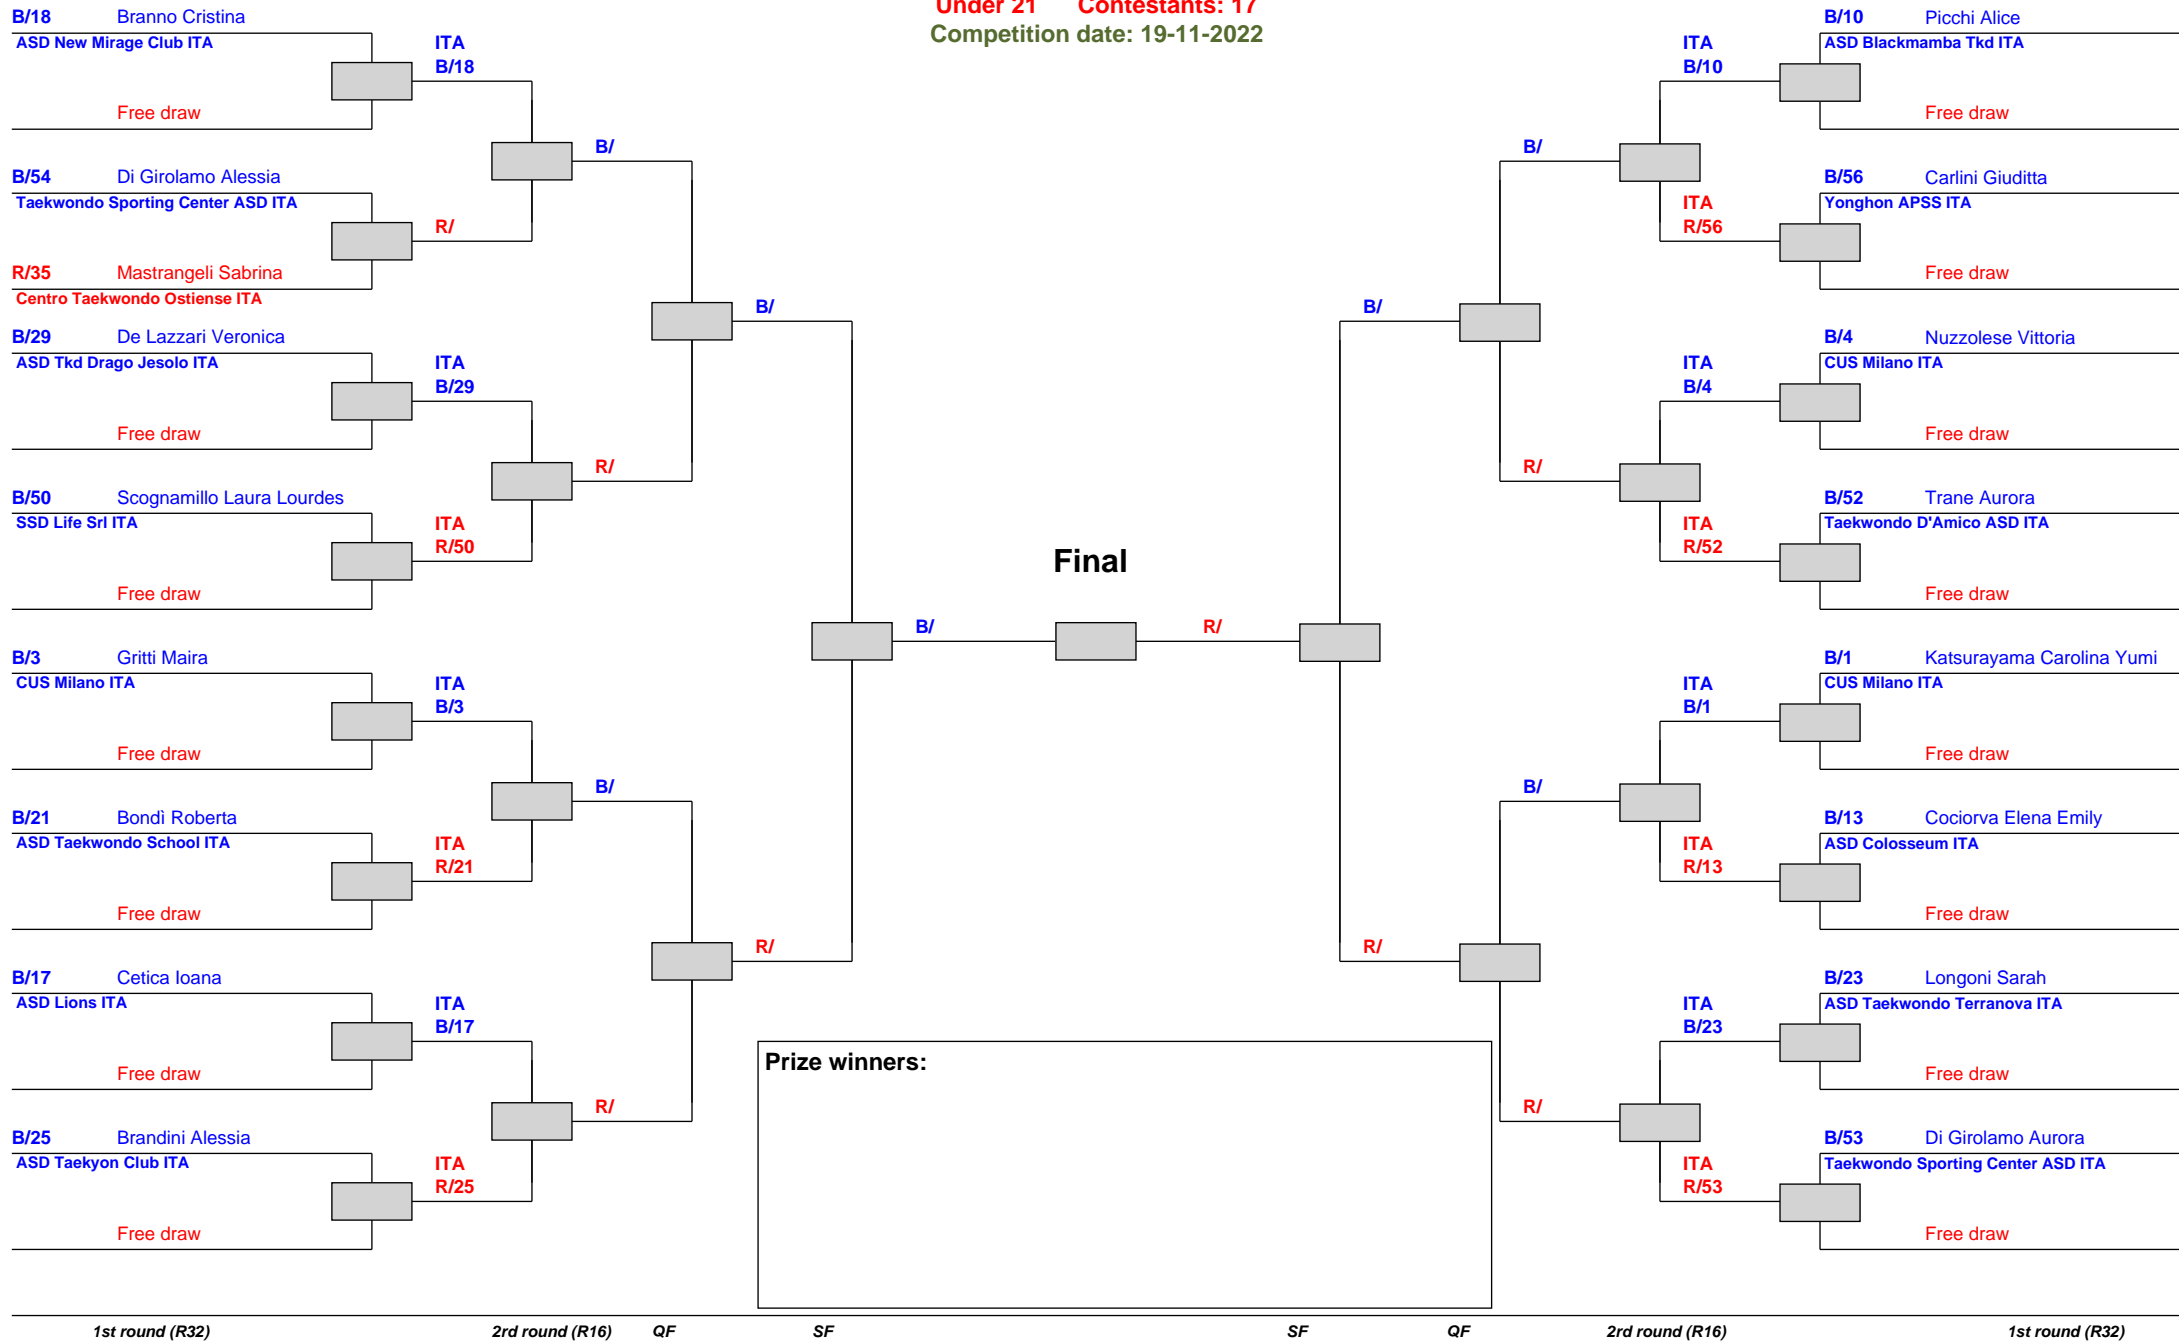 Under 21 Contestants: 17
Competition date: 19-11-2022
B/18 Branno Cristina
ASD New Mirage Club ITA
ITA
B/18
Free draw
B/
B/54 Di Girolamo Alessia
Taekwondo Sporting Center ASD ITA
R/
R/35 Mastrangeli Sabrina
Centro Taekwondo Ostiense ITA
B/
B/29 De Lazzari Veronica
ASD Tkd Drago Jesolo ITA
ITA
B/29
Free draw
R/
B/50 Scognamillo Laura Lourdes
SSD Life Srl ITA
ITA
R/50
Free draw
B/
B/3 Gritti Maira
CUS Milano ITA
ITA
B/3
Free draw
B/
B/21 Bondì Roberta
ASD Taekwondo School ITA
ITA
R/21
Free draw
R/
B/17 Cetica Ioana
ASD Lions ITA
ITA
B/17
Free draw
R/
B/25 Brandini Alessia
ASD Taekyon Club ITA
ITA
R/25
Free draw
Final
R/
B/10 Picchi Alice
ASD Blackmamba Tkd ITA
ITA
B/10
Free draw
B/
B/56 Carlini Giuditta
Yonghon APSS ITA
ITA
R/56
Free draw
B/
B/4 Nuzzolese Vittoria
CUS Milano ITA
ITA
B/4
Free draw
R/
B/52 Trane Aurora
Taekwondo D'Amico ASD ITA
ITA
R/52
Free draw
B/1 Katsurayama Carolina Yumi
CUS Milano ITA
ITA
B/1
Free draw
B/
B/13 Cociorva Elena Emily
ASD Colosseum ITA
ITA
R/13
Free draw
R/
B/23 Longoni Sarah
ASD Taekwondo Terranova ITA
ITA
B/23
Free draw
R/
B/53 Di Girolamo Aurora
Taekwondo Sporting Center ASD ITA
ITA
R/53
Free draw
Prize winners:
1st round (R32) 2rd round (R16) QF SF SF QF 2rd round (R16) 1st round (R32)